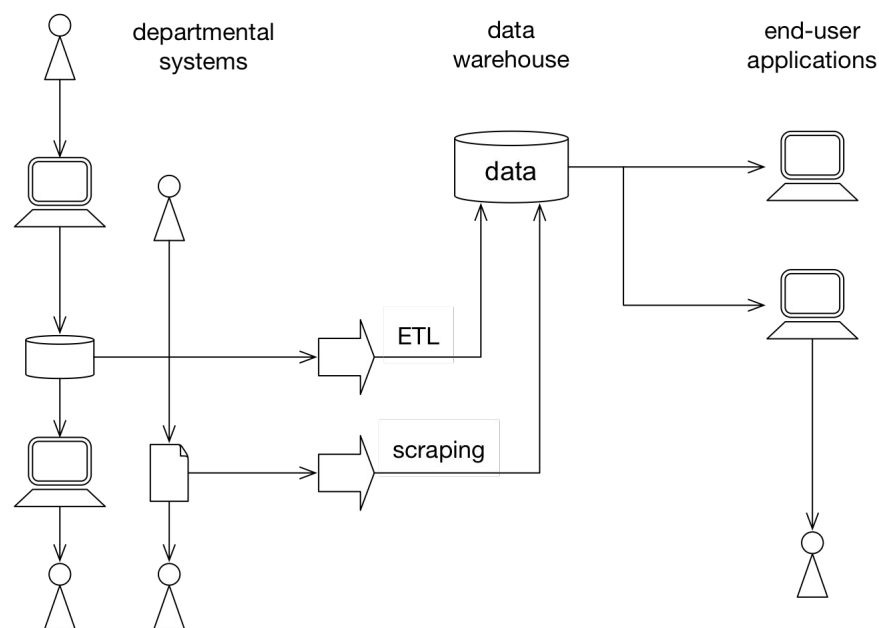 departmental
systems
data
warehouse
end-user
applications
data
ETL
scraping